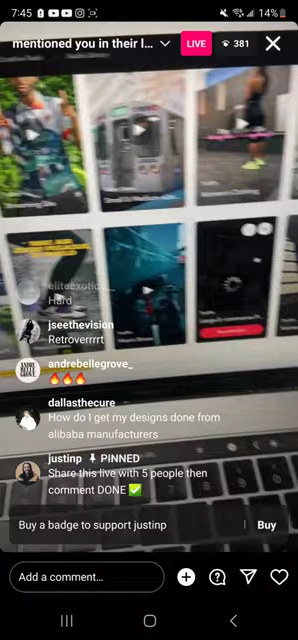 7:45
14%
mentioned you in their l...
LIVE
381
eliteexotics__
Hard
jseethevision
Retroverrrrt
andrebellegrove_
🔥🔥🔥
dallasthecure
How do I get my designs done from
alibaba manufacturers
justinp PINNED
Share this live with 5 people then
comment DONE ✅
Buy a badge to support justinp
Buy
Add a comment...